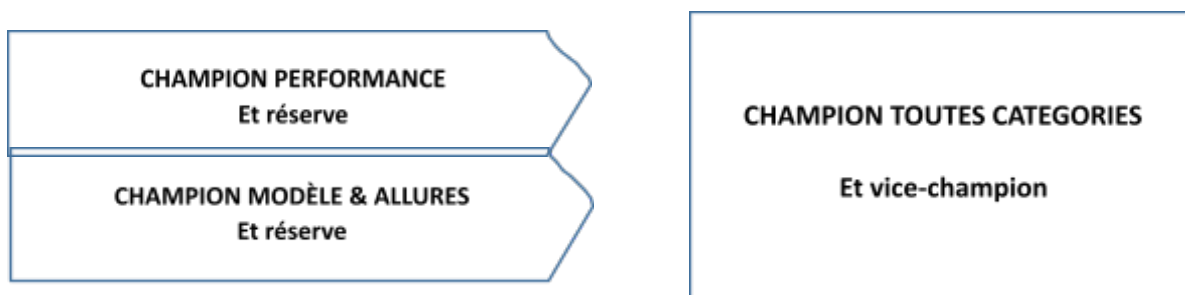 CHAMPION PERFORMANCE
Et réserve
CHAMPION MODÈLE & ALLURES
Et réserve
CHAMPION TOUTES CATEGORIES
Et vice-champion